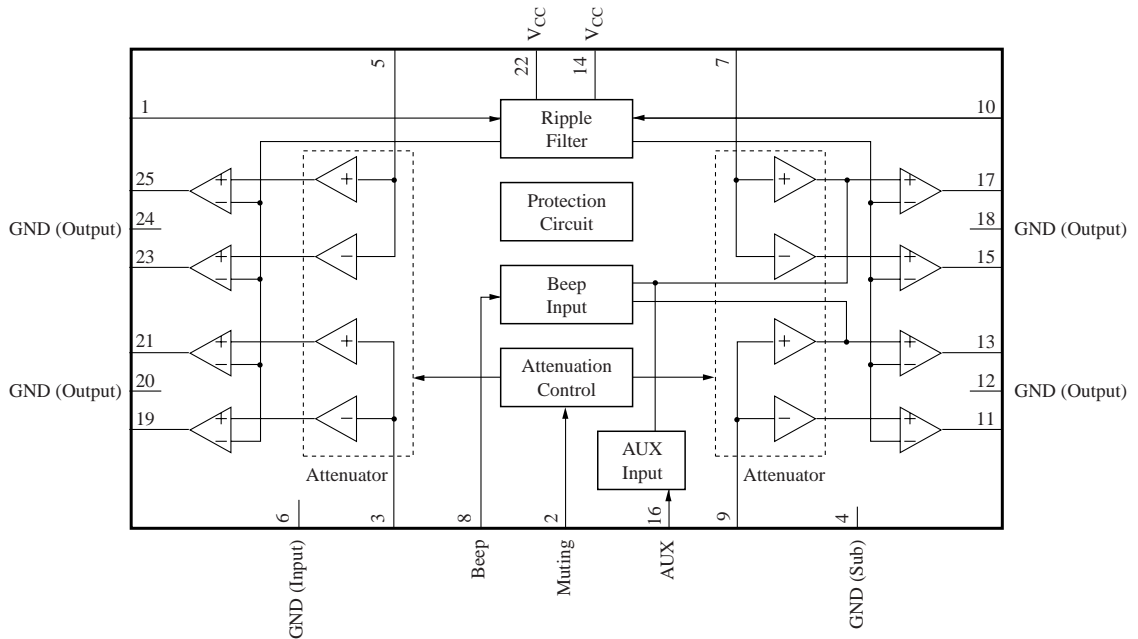 VCC
VCC
5
22
14
7
1
Ripple
Filter
10
25
+
−
+
+
+
−
17
GND (Output)
24
Protection
Circuit
18
GND (Output)
23
+
−
−
−
+
−
15
Beep
Input
21
+
−
+
+
+
−
13
GND (Output)
20
Attenuation
Control
12
GND (Output)
19
+
−
−
−
+
−
11
Attenuator
AUX
Input
Attenuator
6
3
8
2
16
9
4
GND (Input)
Beep
Muting
AUX
GND (Sub)